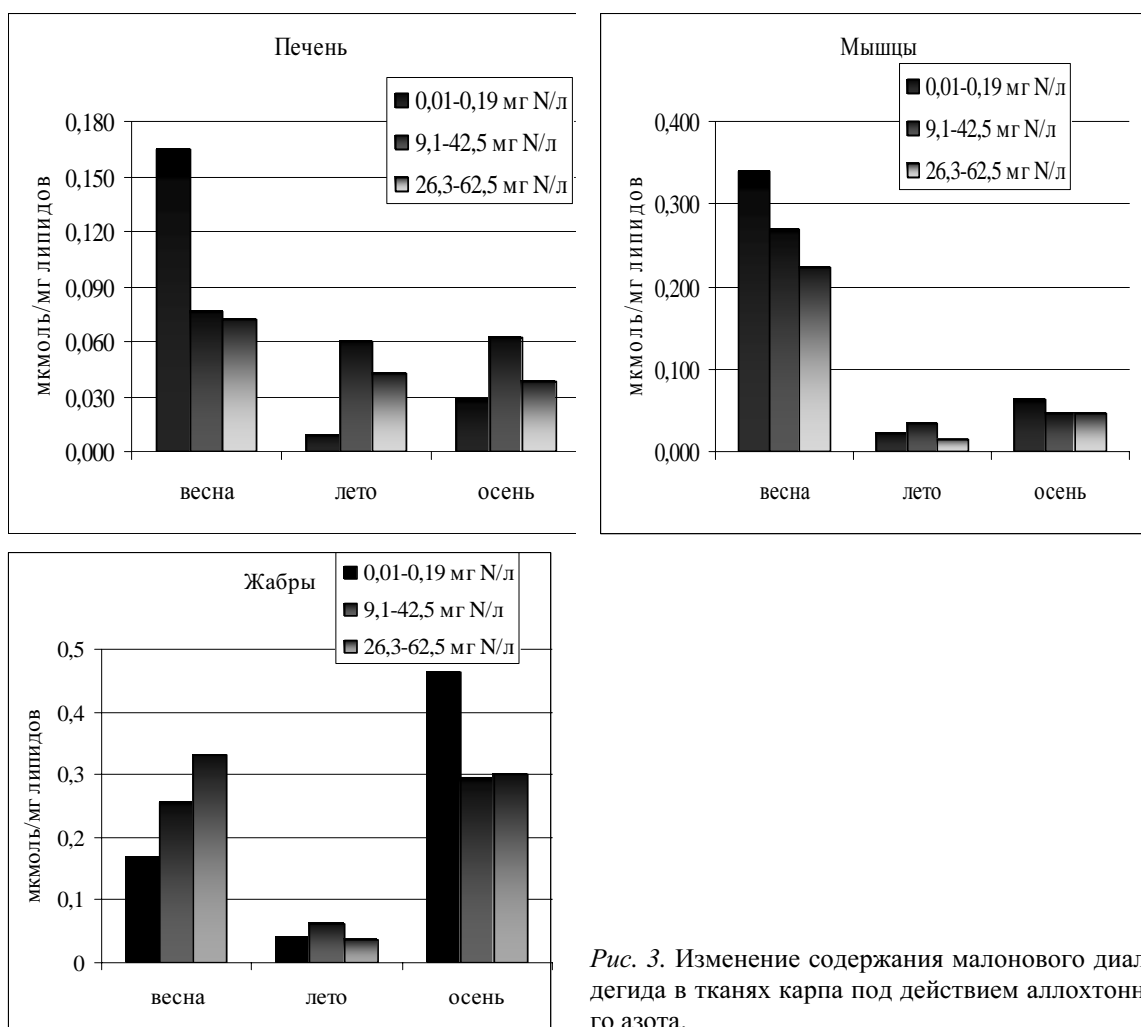 Печень
0,01-0,19 мг N/л
9,1-42,5 мг N/л
26,3-62,5 мг N/л
мкмоль/мг липидов
0,180
0,150
0,120
0,090
0,060
0,030
0,000
весна лето осень
Мышцы
0,01-0,19 мг N/л
9,1-42,5 мг N/л
26,3-62,5 мг N/л
мкмоль/мг липидов
0,400
0,300
0,200
0,100
0,000
весна лето осень
Жабры
0,01-0,19 мг N/л
9,1-42,5 мг N/л
26,3-62,5 мг N/л
мкмоль/мг липидов
0,5
0,4
0,3
0,2
0,1
0
весна лето осень
Рис. 3. Изменение содержания малонового диал
дегида в тканях карпа под действием аллохтонн
го азота.